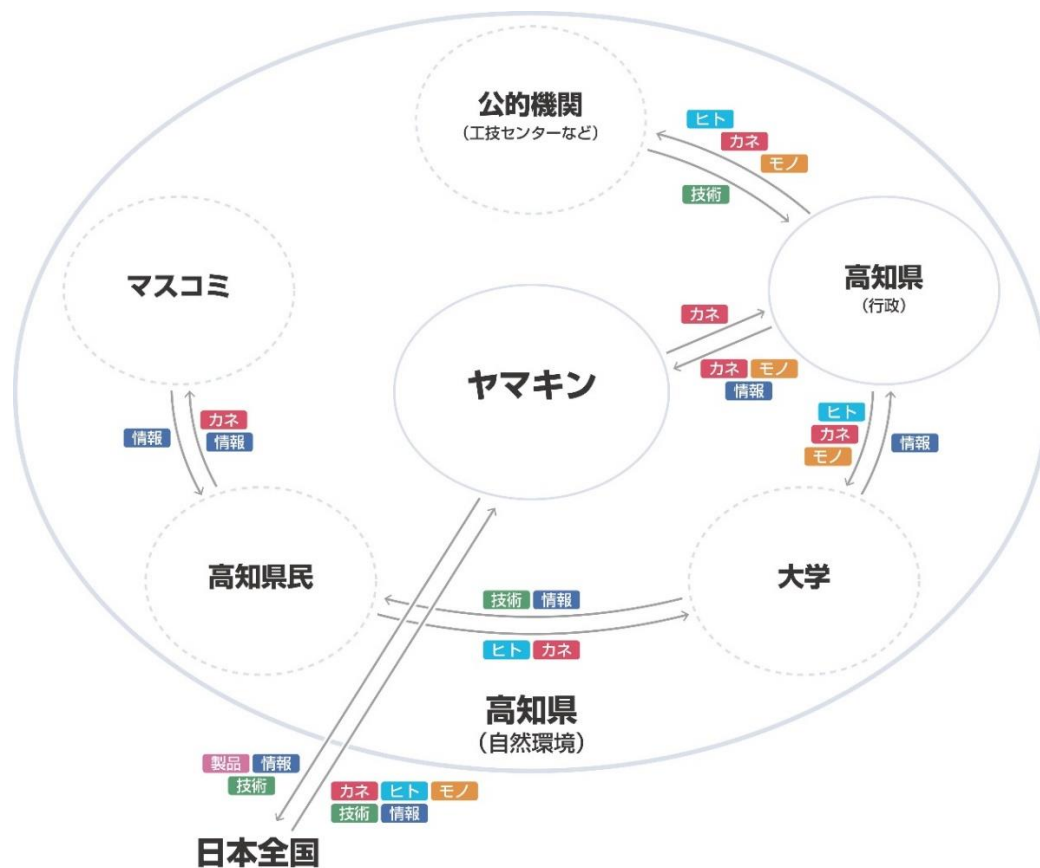 公的機関
(工技センターなど)
ヒト
カネ
モノ
技術
マスコミ
高知県
(行政)
カネ
ヤマキン
カネ モノ
情報
カネ
情報 情報
ヒト
カネ
モノ
情報
高知県民
大学
技術 情報
ヒト カネ
高知県
(自然環境)
製品 情報
技術
カネ ヒト モノ
技術 情報
日本全国